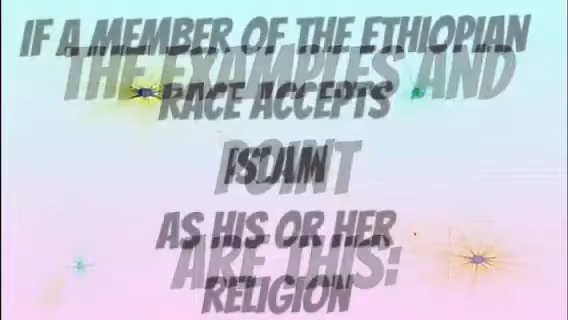 IF A MEMBER OF THE ETHIOPIAN
THE EXAMPLES AND
RACE ACCEPTS
ISLAM
POINT
AS HIS OR HER
ARE THIS:
RELIGION